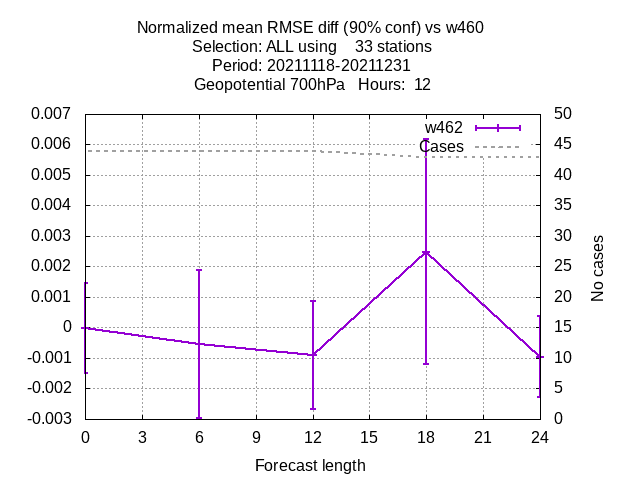 Normalized mean RMSE diff (90% conf) vs w460
Selection: ALL using    33 stations
Period: 20211118-20211231
Geopotential 700hPa   Hours:  12
0.007
0.006
0.005
0.004
0.003
0.002
0.001
0
-0.001
-0.002
-0.003
w462
Cases
50
45
40
35
30
25
20
15
10
5
0
No cases
0 3 6 9 12 15 18 21 24
Forecast length